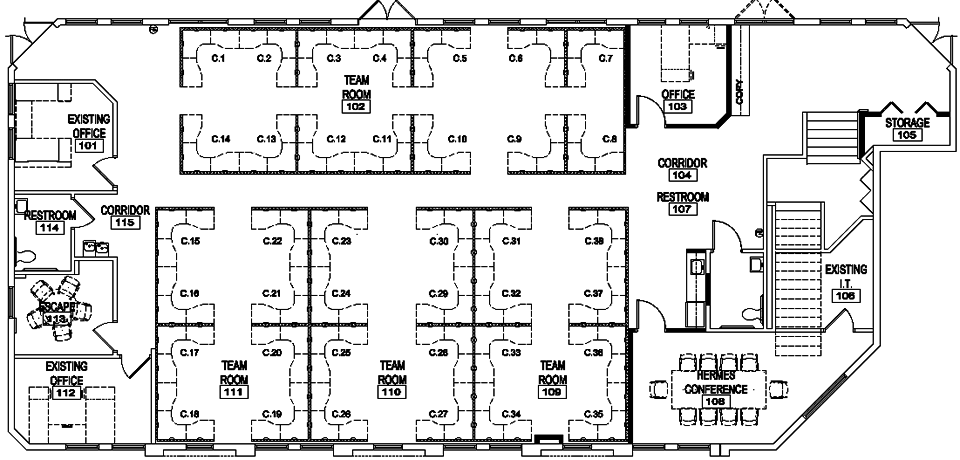 C.1
C.2
C.3
C.4
C.5
C.6
C.7
TEAM
ROOM
102
OFFICE
103
COPY
EXISTING
OFFICE
101
STORAGE
105
C.14
C.13
C.12
C.11
C.10
C.9
C.8
CORRIDOR
104
RESTROOM
107
RESTROOM
114
CORRIDOR
115
C.15
C.22
C.23
C.30
C.31
C.38
EXISTING
I.T.
106
C.16
C.21
C.24
C.29
C.32
C.37
ESCAPE
113
C.17
C.20
C.25
C.28
C.33
C.36
EXISTING
OFFICE
112
TEAM
ROOM
111
TEAM
ROOM
110
TEAM
ROOM
109
HERMES
CONFERENCE
108
C.18
C.19
C.26
C.27
C.34
C.35